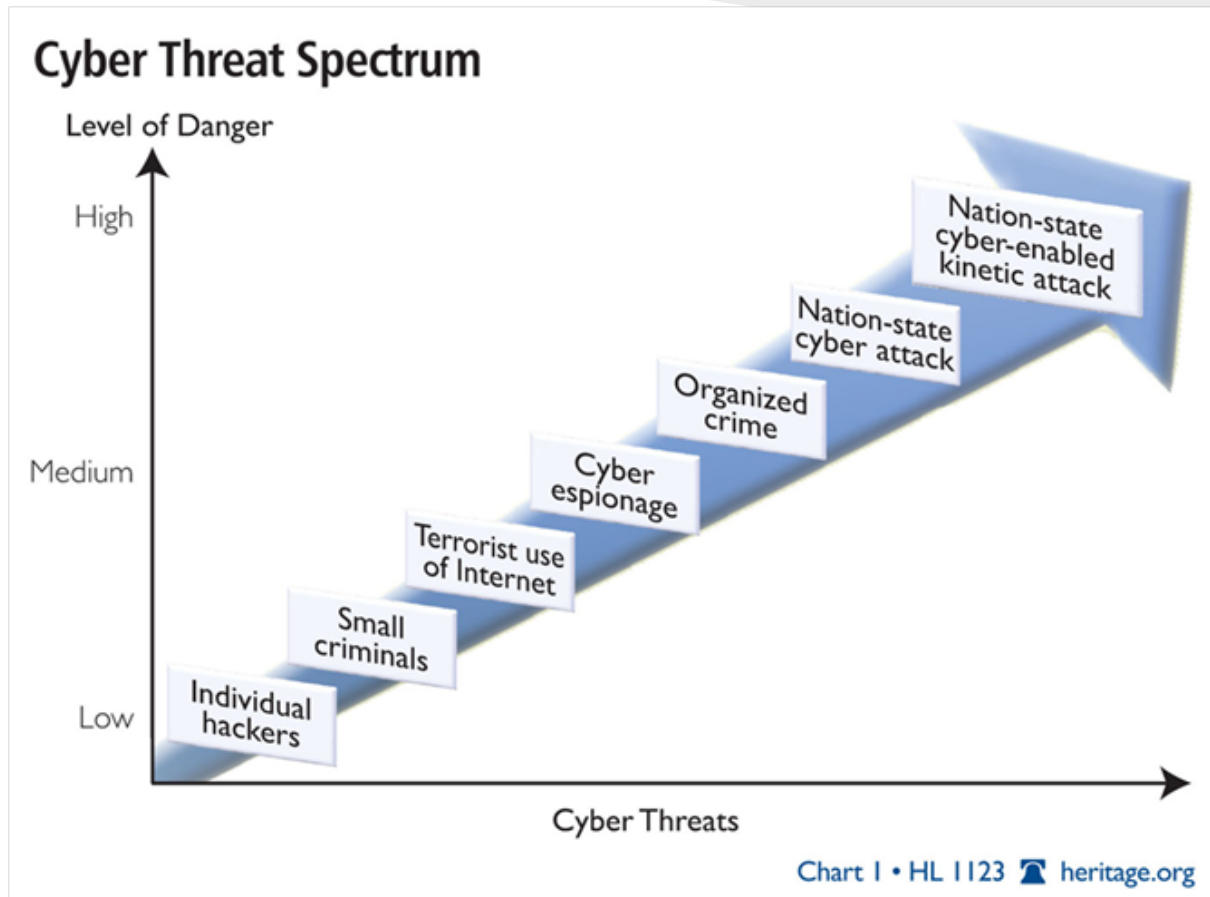 Cyber Threat Spectrum
Level of Danger
High
Medium
Low
Nation-state
cyber-enabled
kinetic attack
Nation-state
cyber attack
Organized
crime
Cyber
espionage
Terrorist use
of Internet
Small
criminals
Individual
hackers
Cyber Threats
Chart 1 • HL 1123 heritage.org